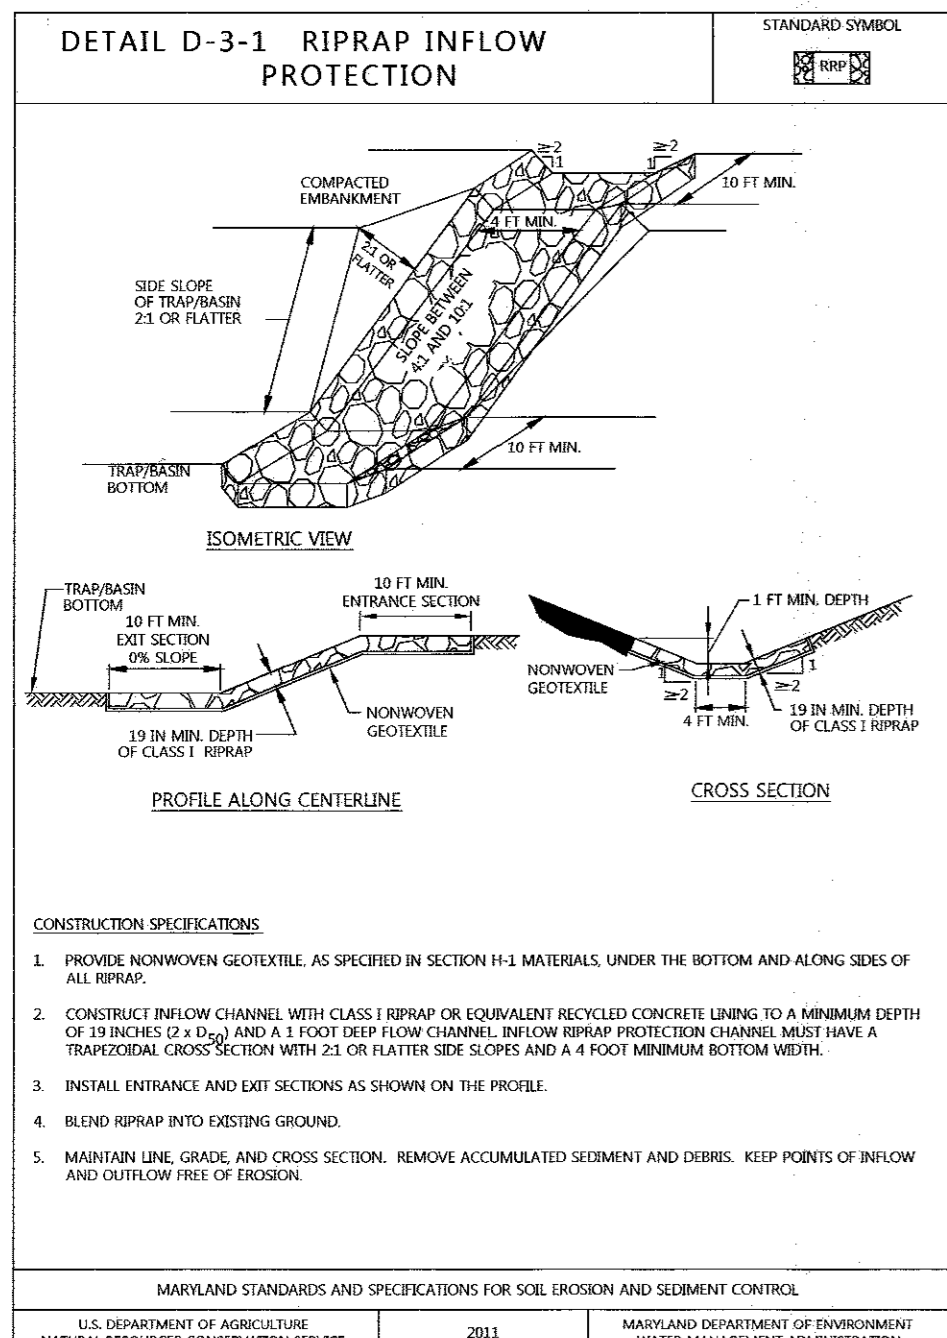 DETAIL D-3-1 RIPRAP INFLOW
PROTECTION
STANDARD SYMBOL
RRP
≥2
1
≥2
1
10 FT MIN.
COMPACTED
EMBANKMENT
4 FT MIN.
2:1 OR
FLATTER
SIDE SLOPE
OF TRAP/BASIN
2:1 OR FLATTER
SLOPE BETWEEN
4:1 AND 10:1
10 FT MIN.
TRAP/BASIN
BOTTOM
ISOMETRIC VIEW
TRAP/BASIN
BOTTOM
10 FT MIN.
EXIT SECTION
0% SLOPE
10 FT MIN.
ENTRANCE SECTION
NONWOVEN
GEOTEXTILE
19 IN MIN. DEPTH
OF CLASS I RIPRAP
PROFILE ALONG CENTERLINE
1 FT MIN. DEPTH
NONWOVEN
GEOTEXTILE
1
≥2
4 FT MIN.
1
≥2
19 IN MIN. DEPTH
OF CLASS I RIPRAP
CROSS SECTION
CONSTRUCTION SPECIFICATIONS
1. PROVIDE NONWOVEN GEOTEXTILE, AS SPECIFIED IN SECTION H-1 MATERIALS, UNDER THE BOTTOM AND ALONG SIDES OF
ALL RIPRAP.
2. CONSTRUCT INFLOW CHANNEL WITH CLASS I RIPRAP OR EQUIVALENT RECYCLED CONCRETE LINING TO A MINIMUM DEPTH
OF 19 INCHES (2 x D50) AND A 1 FOOT DEEP FLOW CHANNEL. INFLOW RIPRAP PROTECTION CHANNEL MUST HAVE A
TRAPEZOIDAL CROSS SECTION WITH 2:1 OR FLATTER SIDE SLOPES AND A 4 FOOT MINIMUM BOTTOM WIDTH.
3. INSTALL ENTRANCE AND EXIT SECTIONS AS SHOWN ON THE PROFILE.
4. BLEND RIPRAP INTO EXISTING GROUND.
5. MAINTAIN LINE, GRADE, AND CROSS SECTION. REMOVE ACCUMULATED SEDIMENT AND DEBRIS. KEEP POINTS OF INFLOW
AND OUTFLOW FREE OF EROSION.
MARYLAND STANDARDS AND SPECIFICATIONS FOR SOIL EROSION AND SEDIMENT CONTROL
U.S. DEPARTMENT OF AGRICULTURE
NATURAL RESOURCES CONSERVATION SERVICE
2011
MARYLAND DEPARTMENT OF ENVIRONMENT
WATER MANAGEMENT ADMINISTRATION